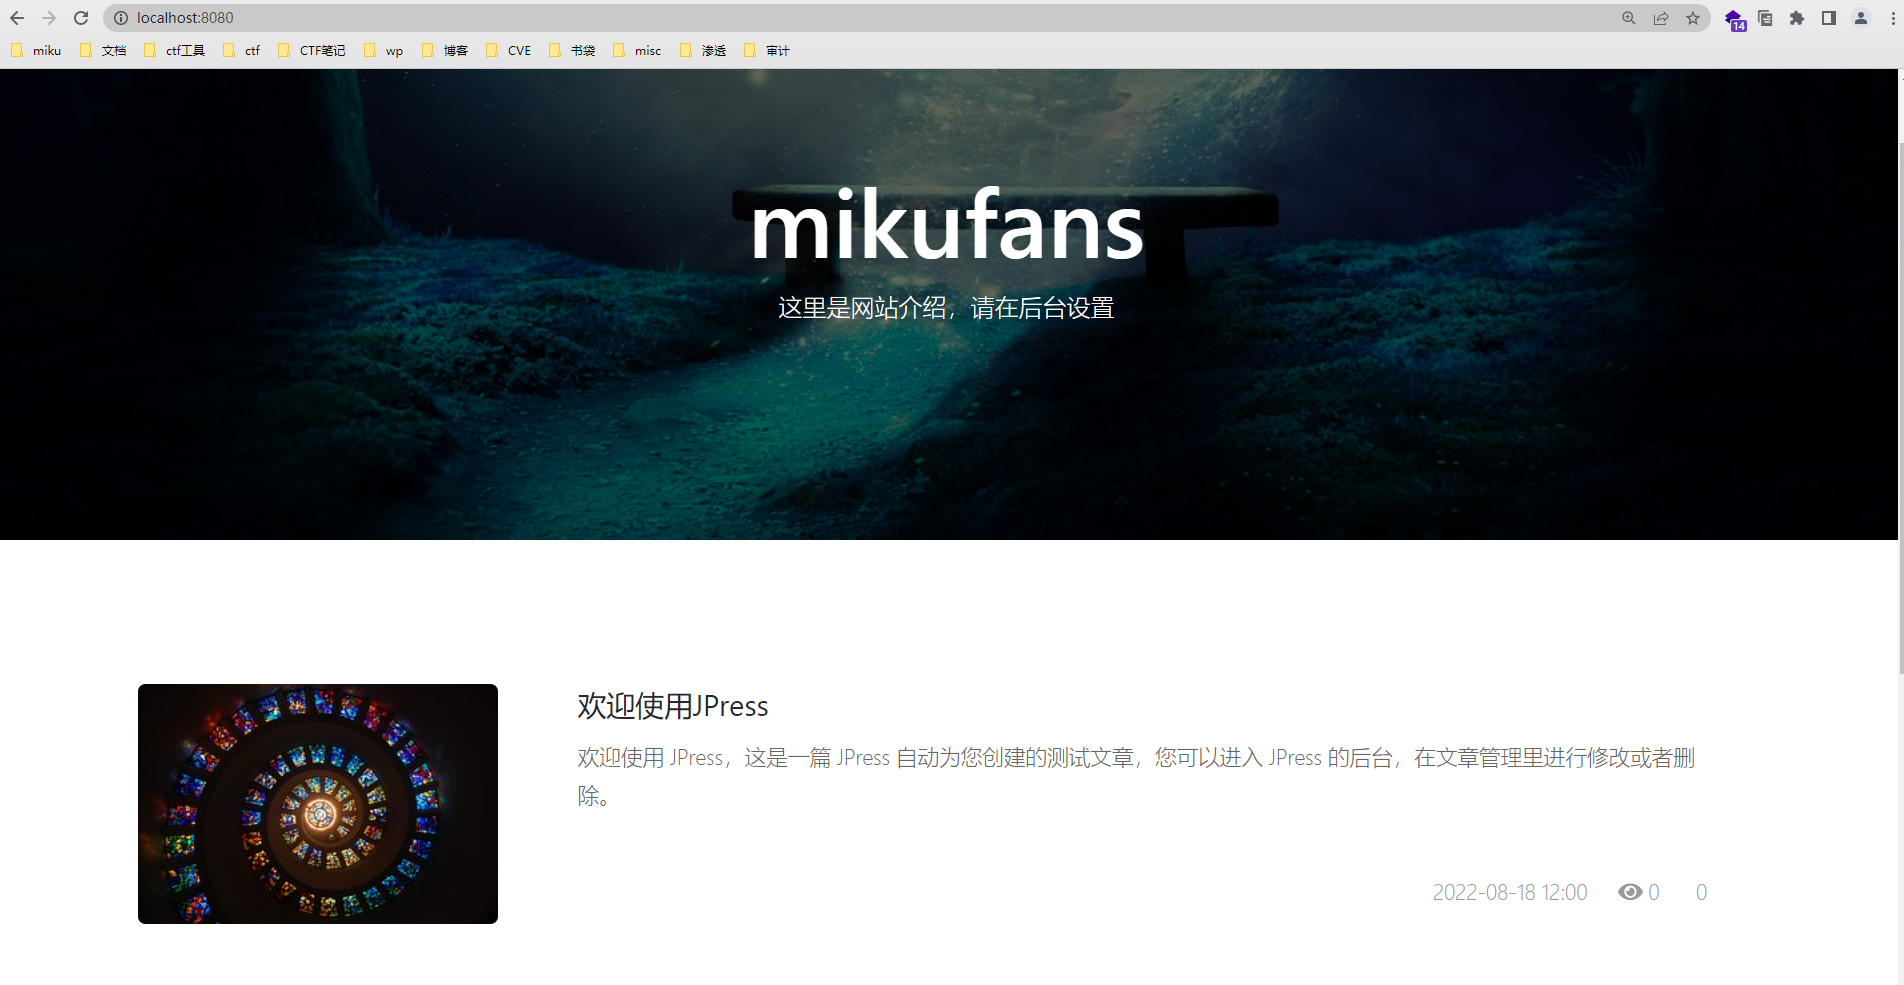 localhost:8080
14
miku 文档 ctf工具 ctf CTF笔记 wp 博客 CVE 书袋 misc 渗透 审计
mikufans
这里是网站介绍，请在后台设置
欢迎使用JPress
欢迎使用 JPress，这是一篇 JPress 自动为您创建的测试文章，您可以进入 JPress 的后台，在文章管理里进行修改或者删
除。
2022-08-18 12:00 0 0